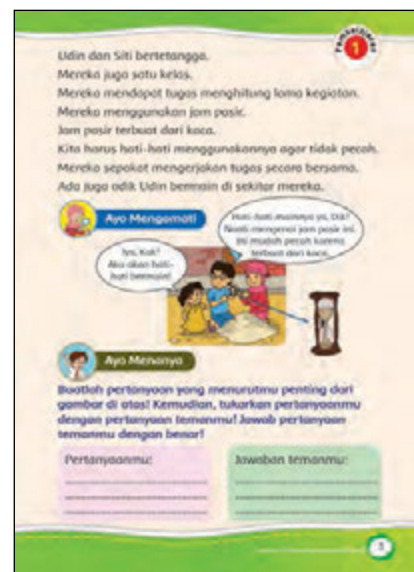 Pembelajaran
1
Udin dan Siti bertetangga.
Mereka juga satu kelas.
Mereka mendapat tugas menghitung lama kegiatan.
Mereka menggunakan jam pasir.
Jam pasir terbuat dari kaca.
Kita harus hati-hati menggunakannya agar tidak pecah.
Mereka sepakat mengerjakan tugas secara bersama.
Ada juga adik Udin bermain di sekitar mereka.
Ayo Mengamati
Hati-hati mainnya ya, Dik!
Nanti mengenai jam pasir ini.
Ini mudah pecah karena
terbuat dari kaca.
Iya, Kak!
Aku akan hati-
hati bermain!
Ayo Menanya
Buatlah pertanyaan yang menurutmu penting dari
gambar di atas! Kemudian, tukarkan pertanyaanmu
dengan pertanyaan temanmu! Jawab pertanyaan
temanmu dengan benar!
Pertanyaanmu:
Jawaban temanmu:
3